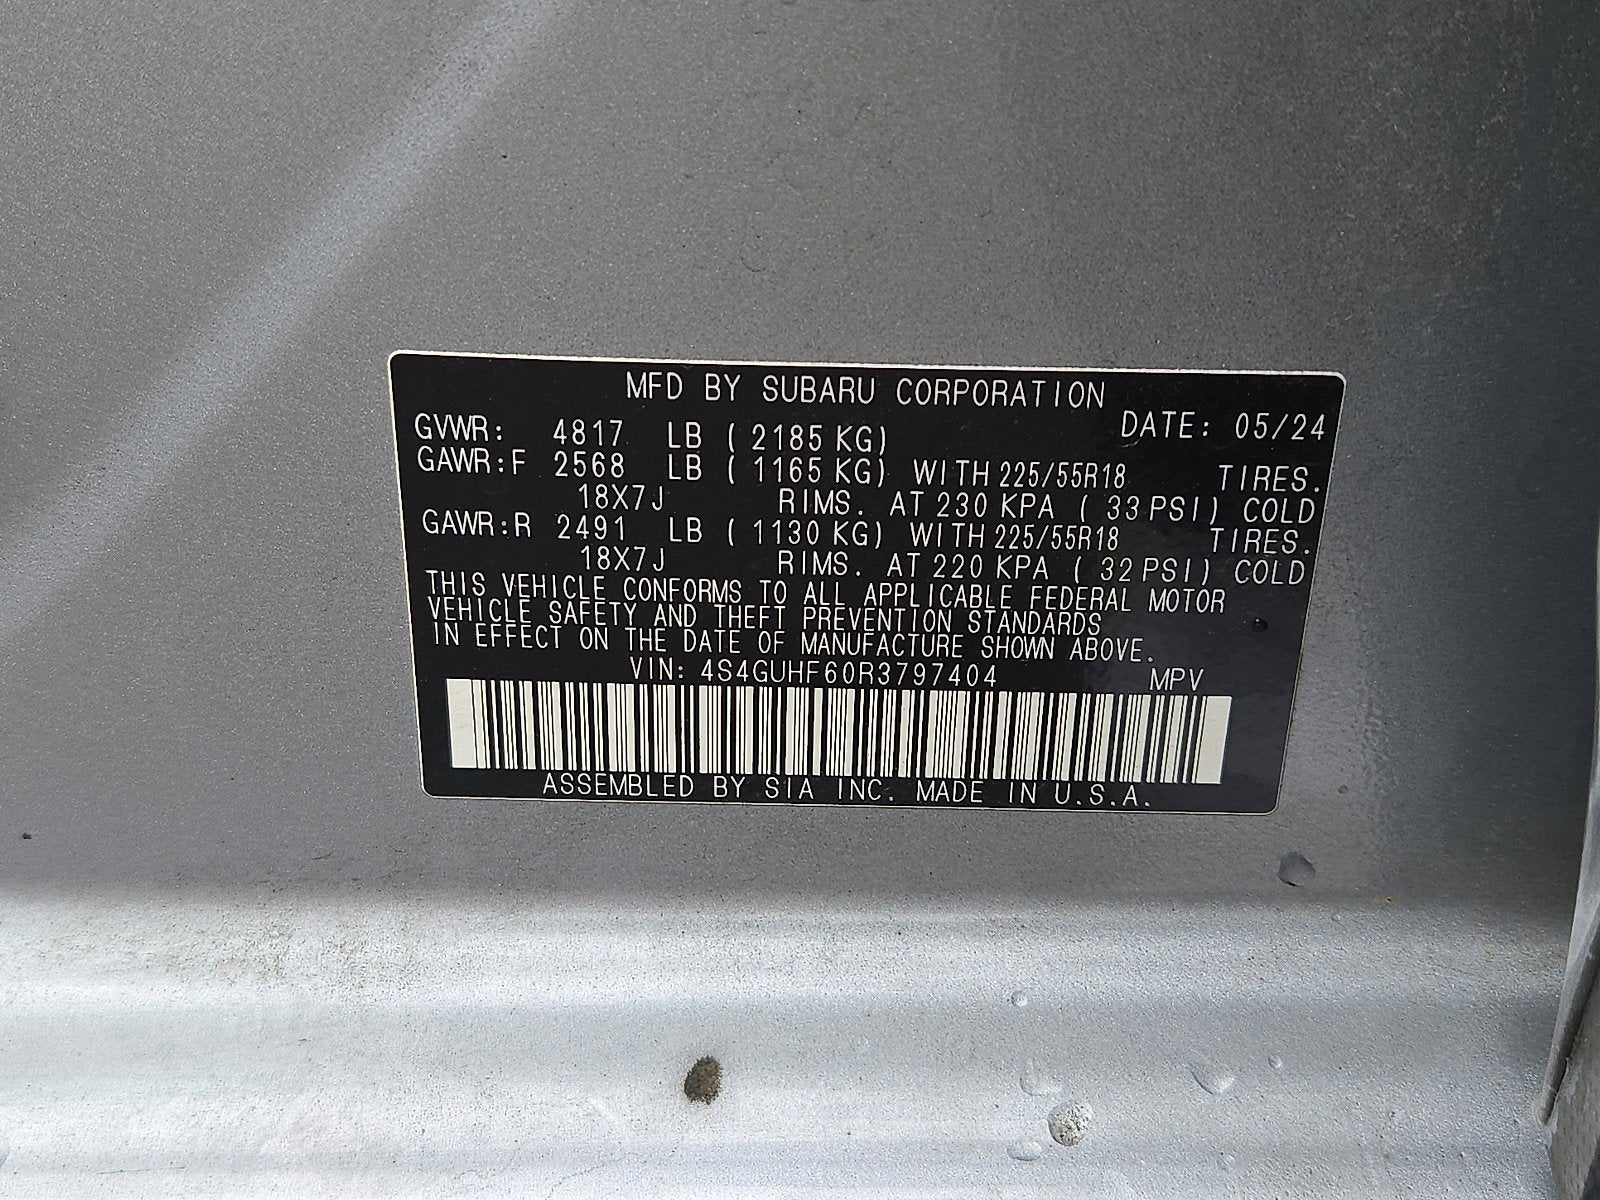 MFD BY SUBARU CORPORATION
DATE: 05/24
GVWR: 4817 LB ( 2185 KG)
GAWR:F 2568 LB ( 1165 KG) WITH 225/55R18 TIRES.
18X7J RIMS. AT 230 KPA ( 33 PSI) COLD
GAWR:R 2491 LB ( 1130 KG) WITH 225/55R18 TIRES.
18X7J RIMS. AT 220 KPA ( 32 PSI) COLD
THIS VEHICLE CONFORMS TO ALL APPLICABLE FEDERAL MOTOR
VEHICLE SAFETY AND THEFT PREVENTION STANDARDS
IN EFFECT ON THE DATE OF MANUFACTURE SHOWN ABOVE.
VIN: 4S4GUHF60R3797404 MPV
ASSEMBLED BY SIA INC. MADE IN U.S.A.